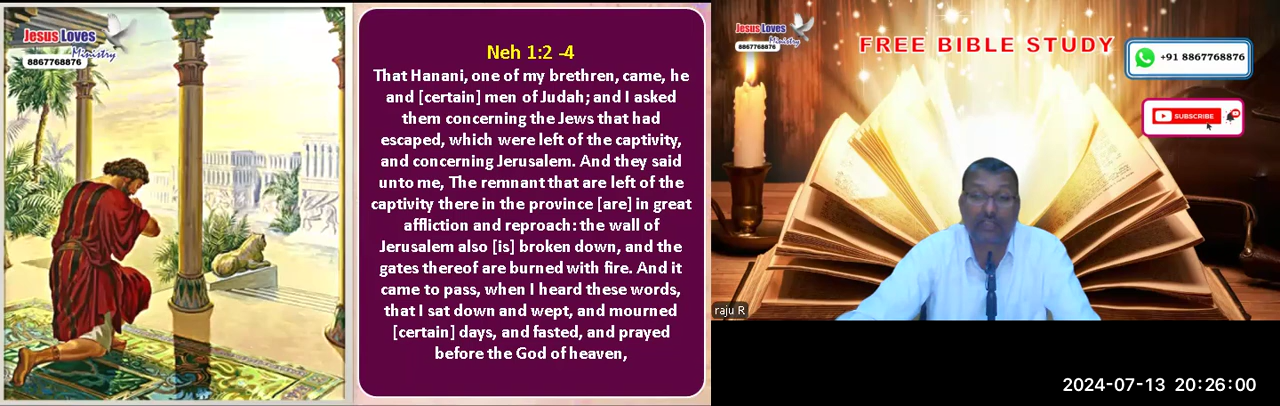 Jesus Loves
Ministry
8867768876
Neh 1:2 -4
That Hanani, one of my brethren, came, he
and [certain] men of Judah; and I asked
them concerning the Jews that had
escaped, which were left of the captivity,
and concerning Jerusalem. And they said
unto me, The remnant that are left of the
captivity there in the province [are] in great
affliction and reproach: the wall of
Jerusalem also [is] broken down, and the
gates thereof are burned with fire. And it
came to pass, when I heard these words,
that I sat down and wept, and mourned
[certain] days, and fasted, and prayed
before the God of heaven,
Jesus Loves
Ministry
8867768876
FREE BIBLE STUDY
+91 8867768876
SUBSCRIBE
raju R
2024-07-13 20:26:00